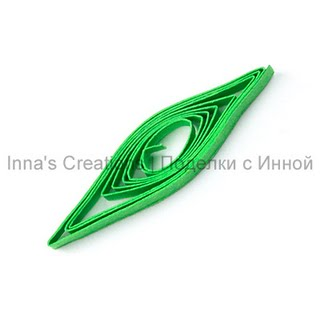 Inna's Creations | Поделки с Инной